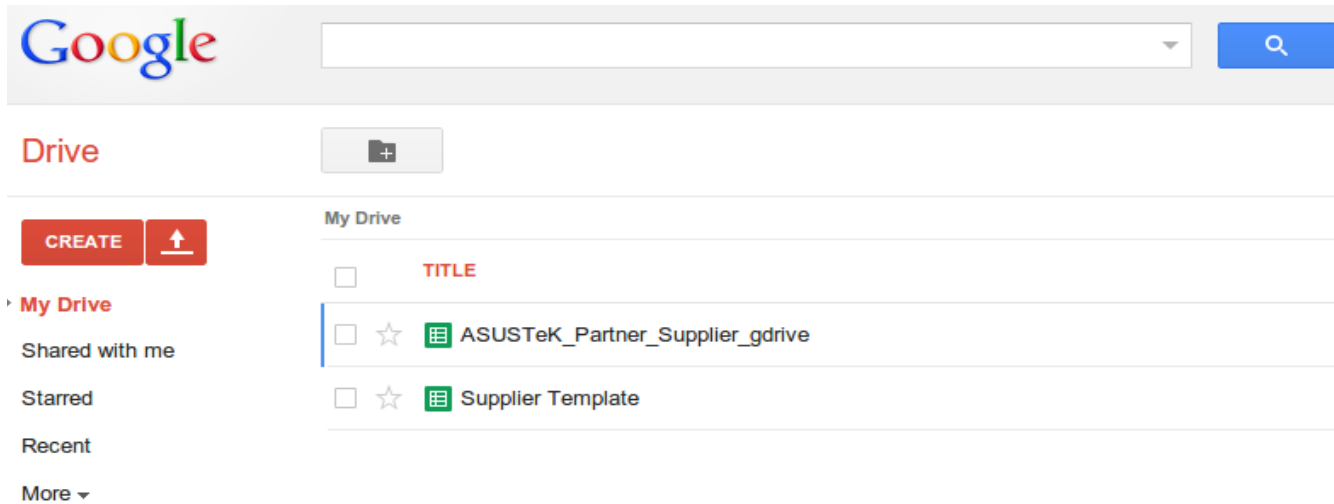 Google
Drive
CREATE
My Drive
Shared with me
Starred
Recent
More
My Drive
TITLE
ASUSTeK_Partner_Supplier_gdrive
Supplier Template